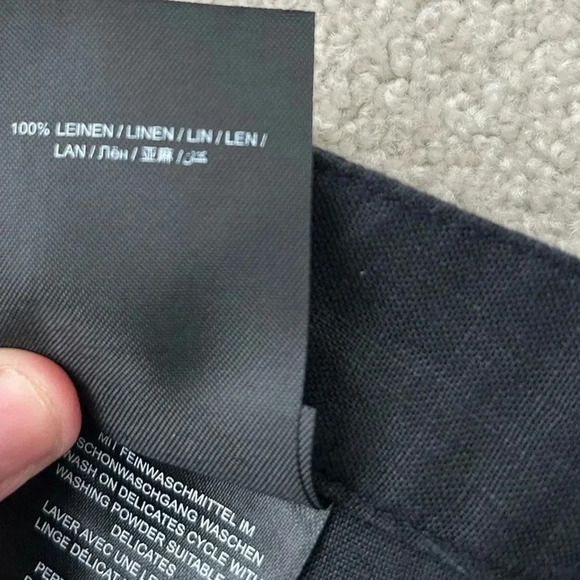 100% LEINEN / LINEN / LIN / LEN /
LAN / Лён / 亚麻 / كتان
MIT FEINWASCHMITTEL IM
SCHONWASCHGANG WASCHEN
WASH ON DELICATES CYCLE WITH
WASHING POWDER SUITABLE
DELICATES
LAVER AVEC UNE
LINGE DÉLICAT